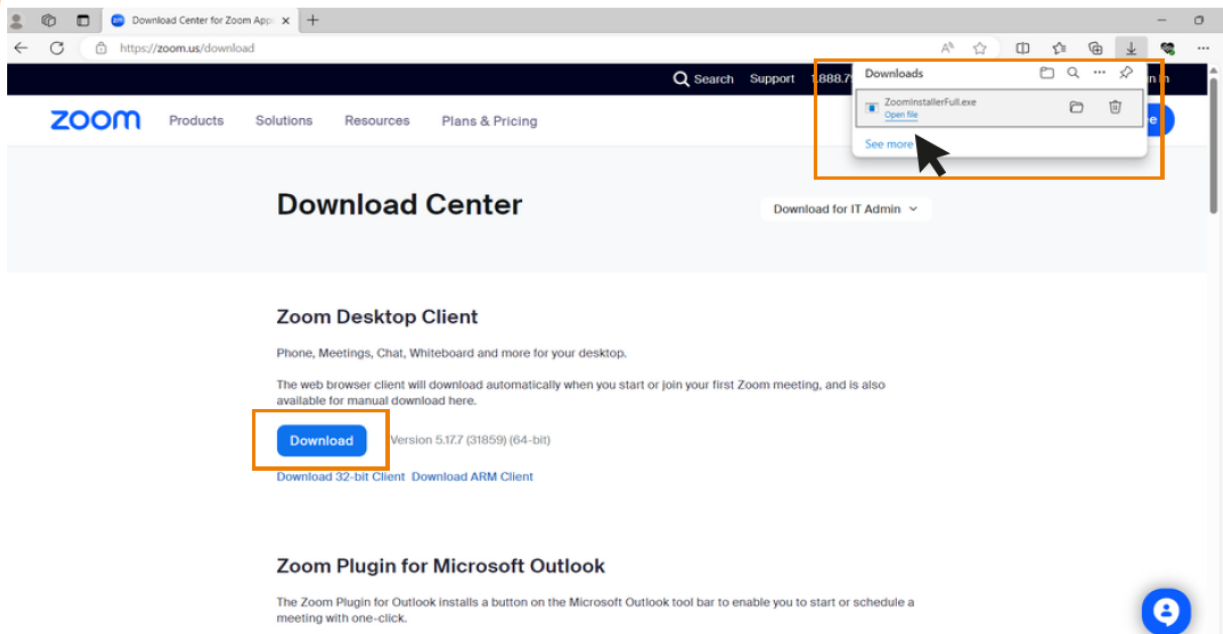 Download Center for Zoom App
https://zoom.us/download
Search Support 1.888.7
n In
Downloads
ZoomInstallerFull.exe
Open file
See more
zoom Products Solutions Resources Plans & Pricing
e
Download Center
Download for IT Admin
Zoom Desktop Client
Phone, Meetings, Chat, Whiteboard and more for your desktop.
The web browser client will download automatically when you start or join your first Zoom meeting, and is also
available for manual download here.
Download Version 5.17.7 (31859) (64-bit)
Download 32-bit Client Download ARM Client
Zoom Plugin for Microsoft Outlook
The Zoom Plugin for Outlook installs a button on the Microsoft Outlook tool bar to enable you to start or schedule a
meeting with one-click.